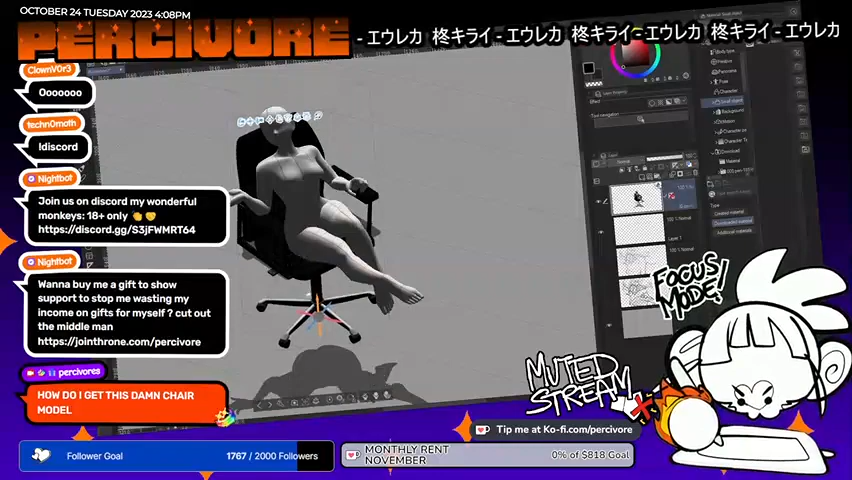 OCTOBER 24 TUESDAY 2023 4:08PM
PERCIVORE
- エウレカ 柊キライ - エウレカ 柊キライ - エウレカ 柊キライ - エウレカ
ClownV0r3
Ooooooo
techn0moth
!discord
Nightbot
Join us on discord my wonderful
monkeys: 18+ only 👋😊
https://discord.gg/S3jFWMRT64
Nightbot
Wanna buy me a gift to show
support to stop me wasting my
income on gifts for myself ? cut out
the middle man
https://jointhrone.com/percivore
percivores
HOW DO I GET THIS DAMN CHAIR
MODEL
FOCUS
MODE!
MUTED
STREAM
Tip me at Ko-fi.com/percivore
Follower Goal
1767 / 2000 Followers
MONTHLY RENT
NOVEMBER
0% of $818 Goal